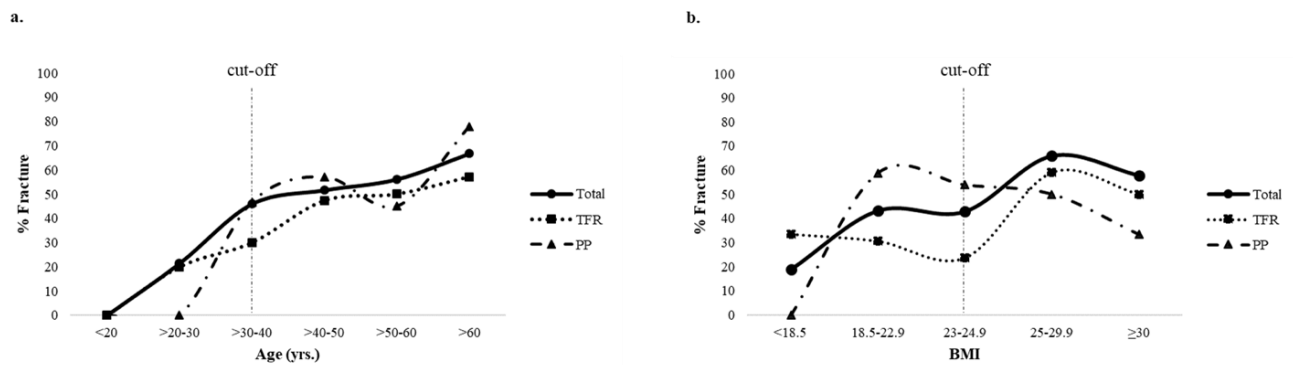 a.
cut-off
100
90
80
70
60
50
40
30
20
10
0
% Fracture
<20 >20-30 >30-40 >40-50 >50-60 >60
Age (yrs.)
Total
TFR
PP
b.
cut-off
100
90
80
70
60
50
40
30
20
10
0
% Fracture
<18.5 18.5-22.9 23-24.9 25-29.9 ≥30
BMI
Total
TFR
PP